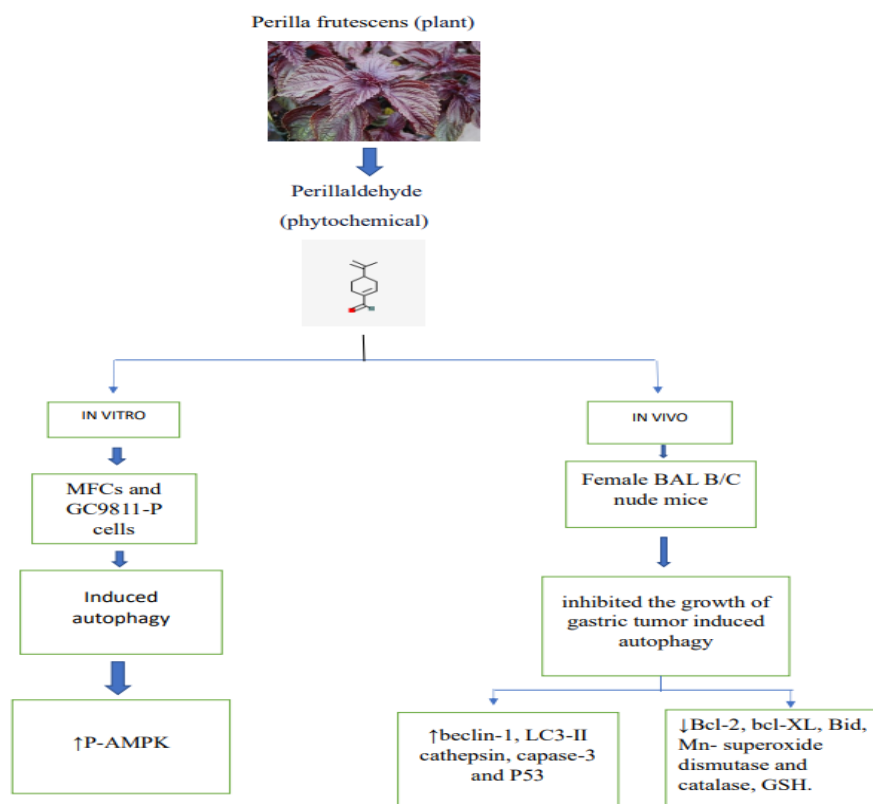 Perilla frutescens (plant)
Perillaldehyde
(phytochemical)
IN VITRO
MFCs and
GC9811-P
cells
Induced
autophagy
↑P-AMPK
IN VIVO
Female BAL B/C
nude mice
inhibited the growth of
gastric tumor induced
autophagy
↑beclin-1, LC3-II
cathepsin, capase-3
and P53
↓Bcl-2, bcl-XL, Bid,
Mn- superoxide
dismutase and
catalase, GSH.